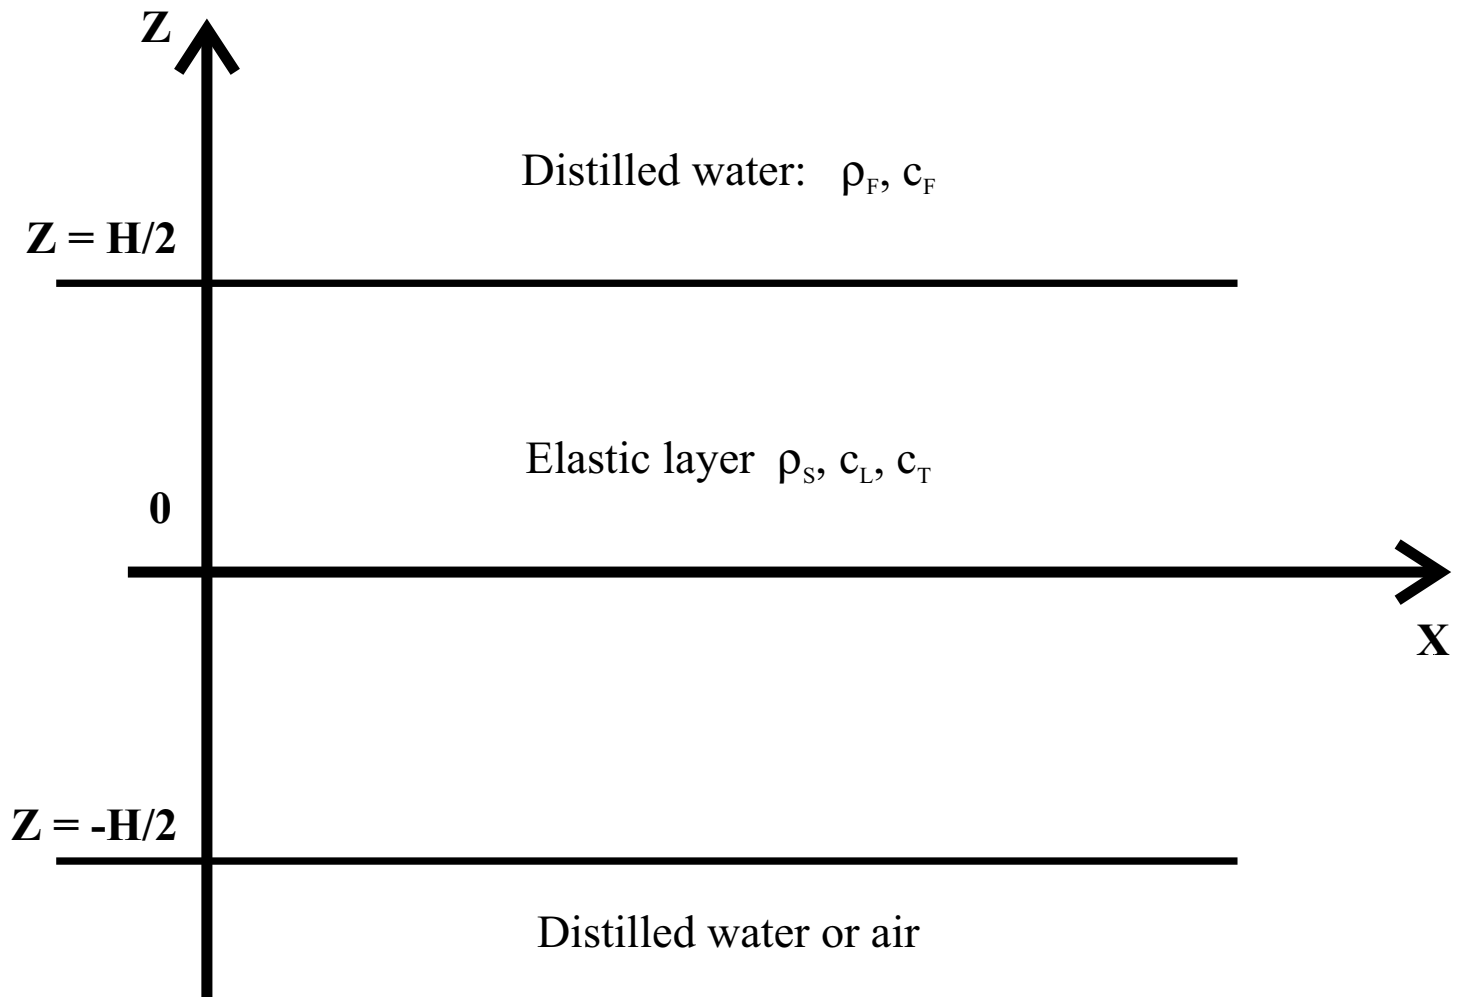 Z
Distilled water: ρF, cF
Z = H/2
Elastic layer ρS, cL, cT
0
X
Z = -H/2
Distilled water or air